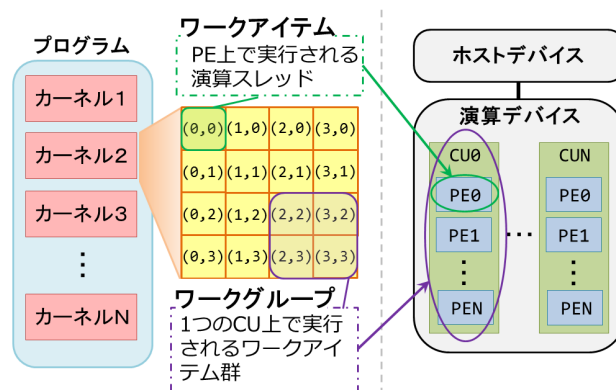 プログラム
カーネル1
カーネル2
カーネル3
⋮
カーネルN
ワークアイテム
PE上で実行される
演算スレッド
(0,0) (1,0) (2,0) (3,0)
(0,1) (1,1) (2,1) (3,1)
(0,2) (1,2) (2,2) (3,2)
(0,3) (1,3) (2,3) (3,3)
ワークグループ
1つのCU上で実行
されるワークアイ
テム群
ホストデバイス
演算デバイス
CU0
PE0
PE1
⋮
PEN
…
CUN
PE0
PE1
⋮
PEN